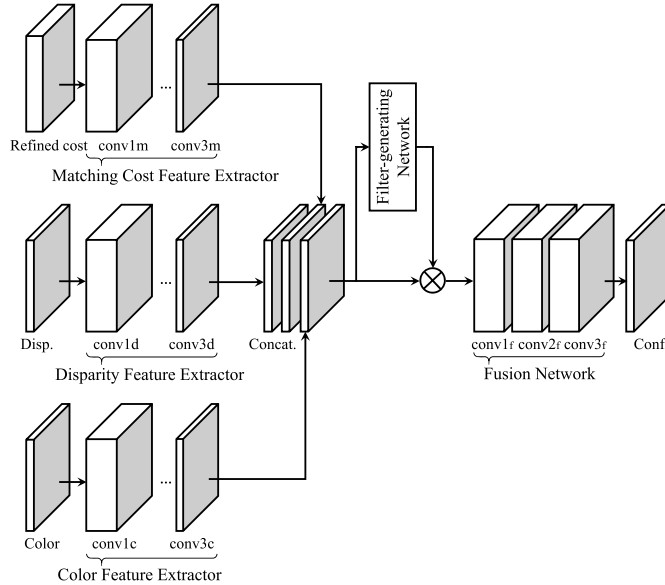 Refined cost conv1m ... conv3m
Matching Cost Feature Extractor
Filter-generating
Network
Disp. conv1d ... conv3d Concat.
Disparity Feature Extractor
conv1f conv2f conv3f Conf
Fusion Network
Color conv1c ... conv3c
Color Feature Extractor